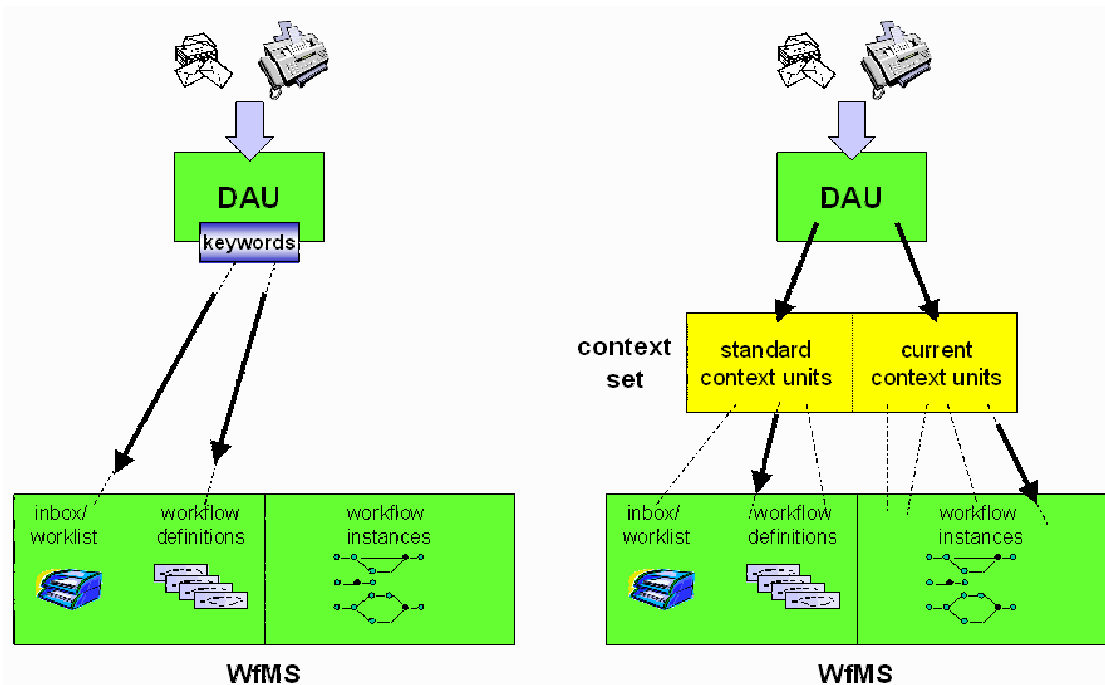 DAU
keywords
inbox/
worklist
workflow
definitions
workflow
instances
WfMS
DAU
context
set
standard
context units
current
context units
inbox/
worklist
workflow
definitions
workflow
instances
WfMS